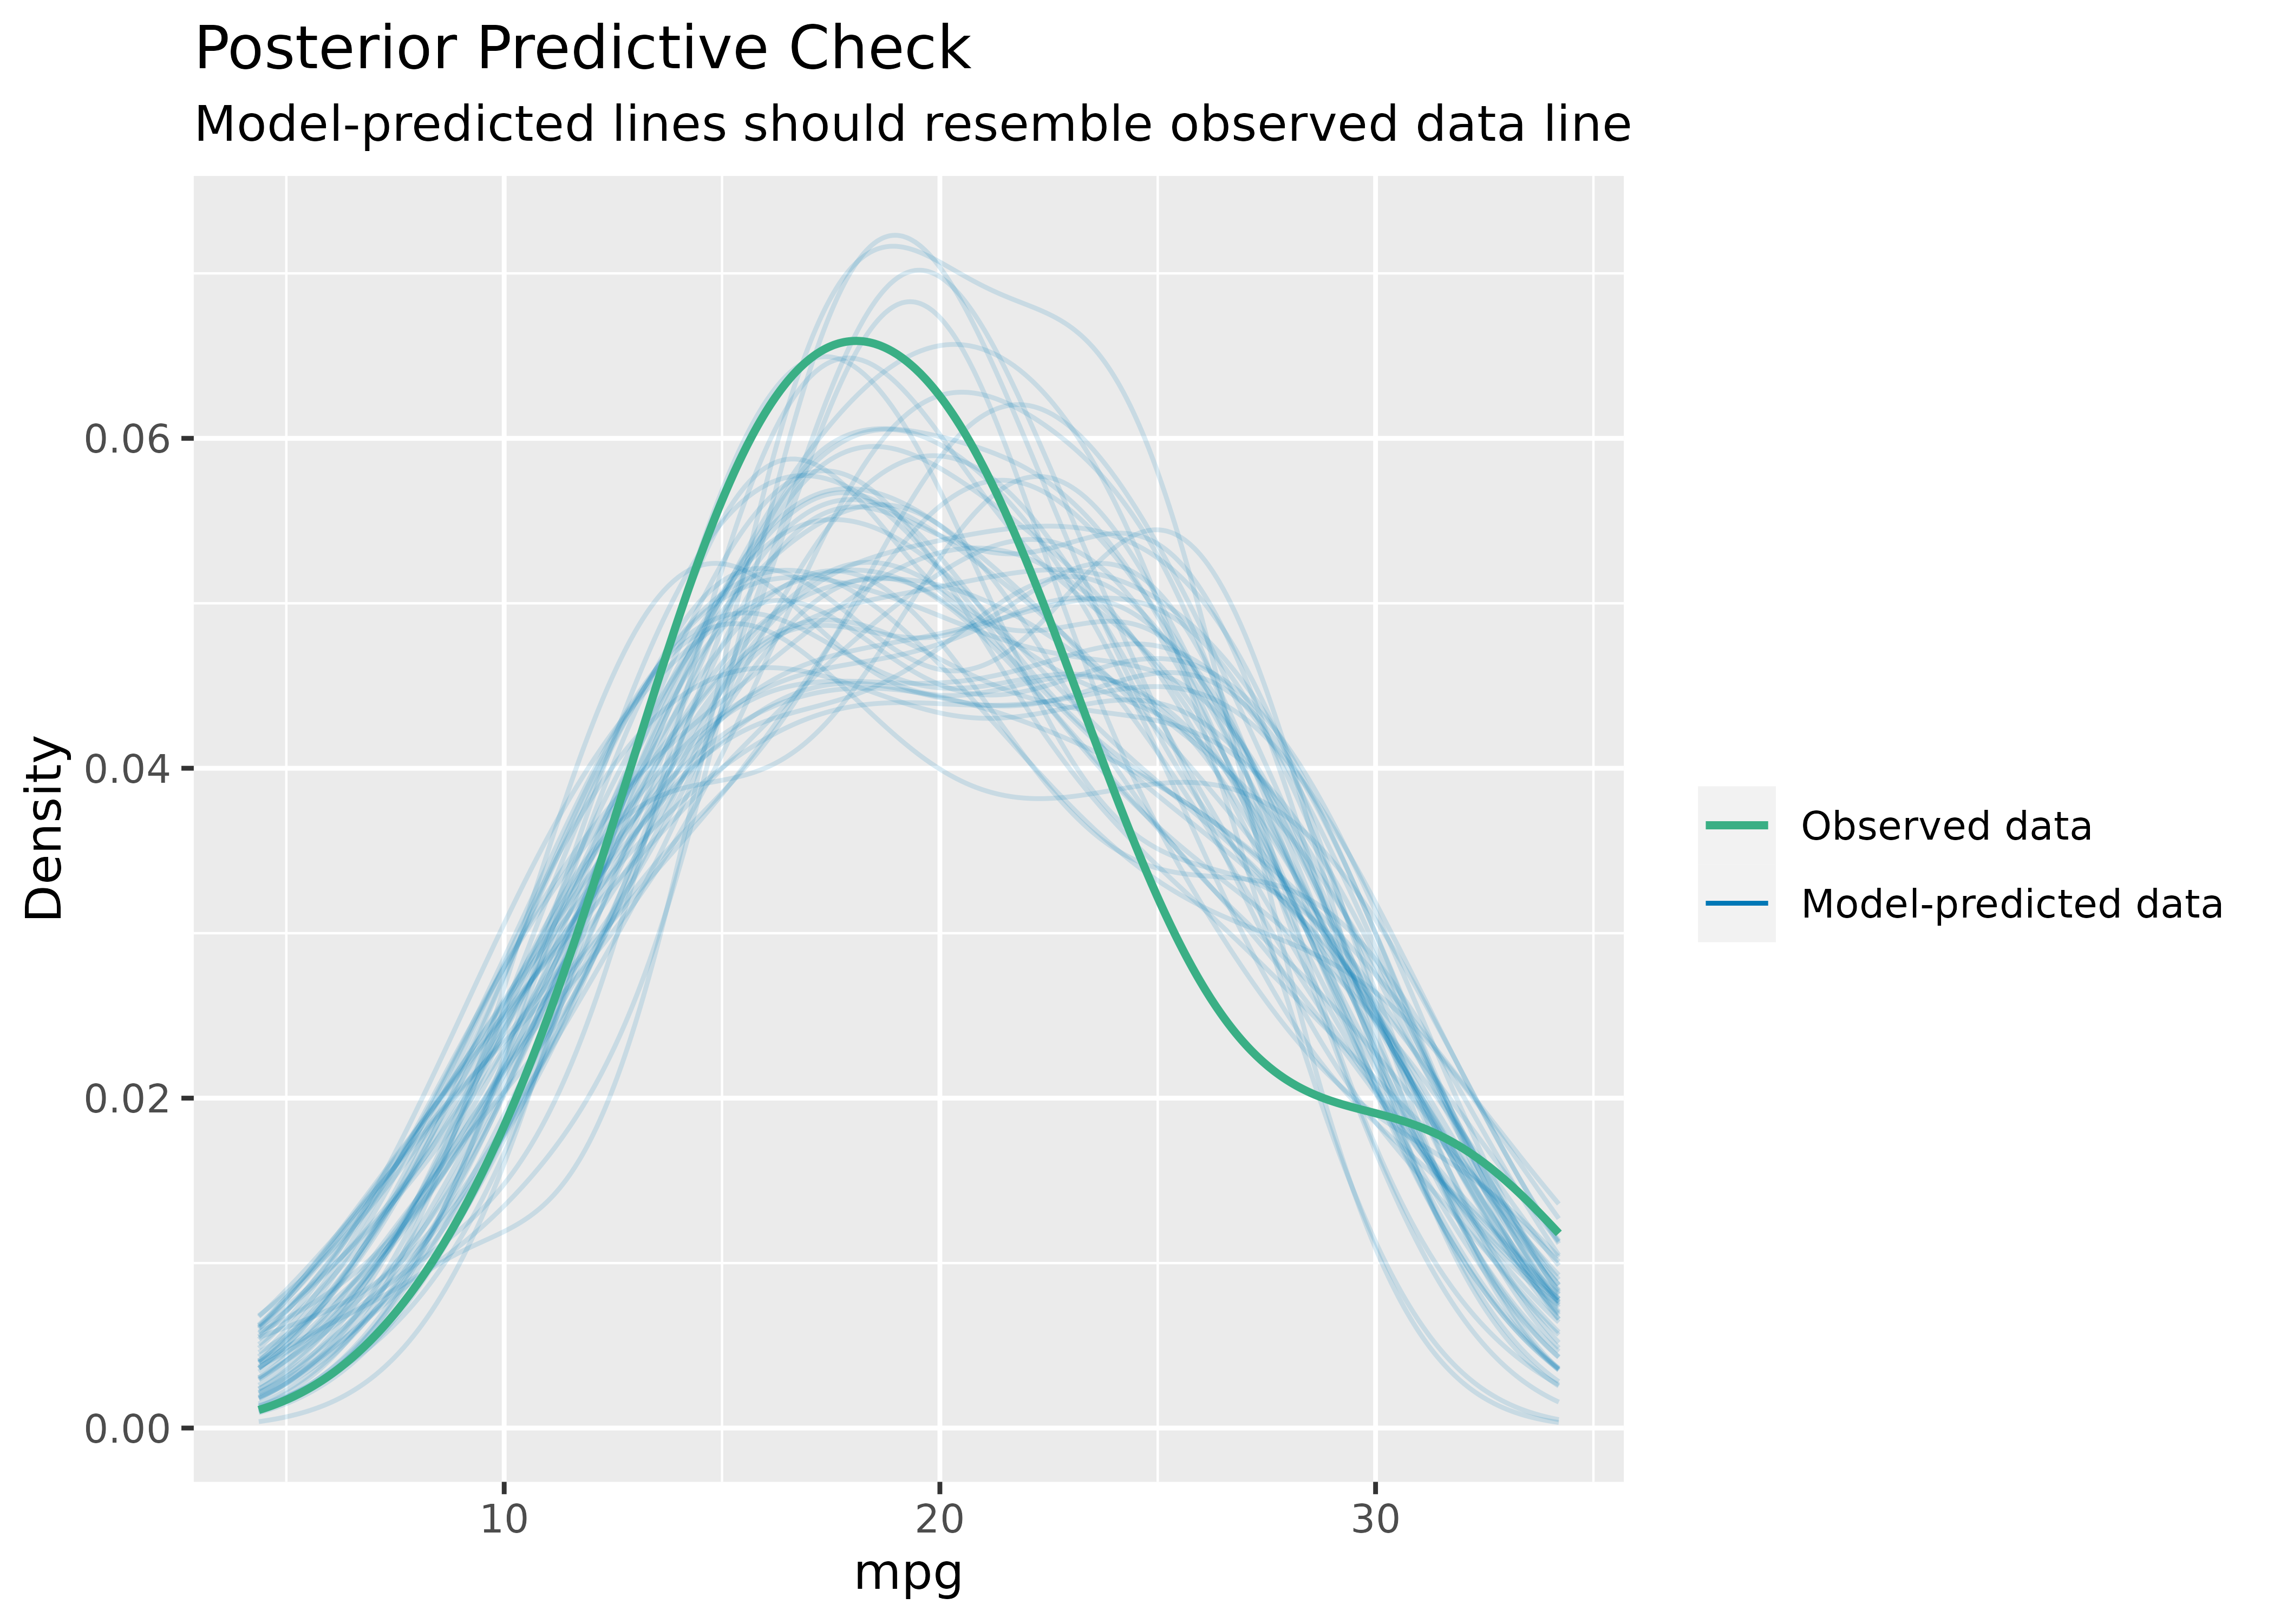 Posterior Predictive Check
Model-predicted lines should resemble observed data line
Density
0.06
0.04
0.02
0.00
10
20
30
mpg
Observed data
Model-predicted data